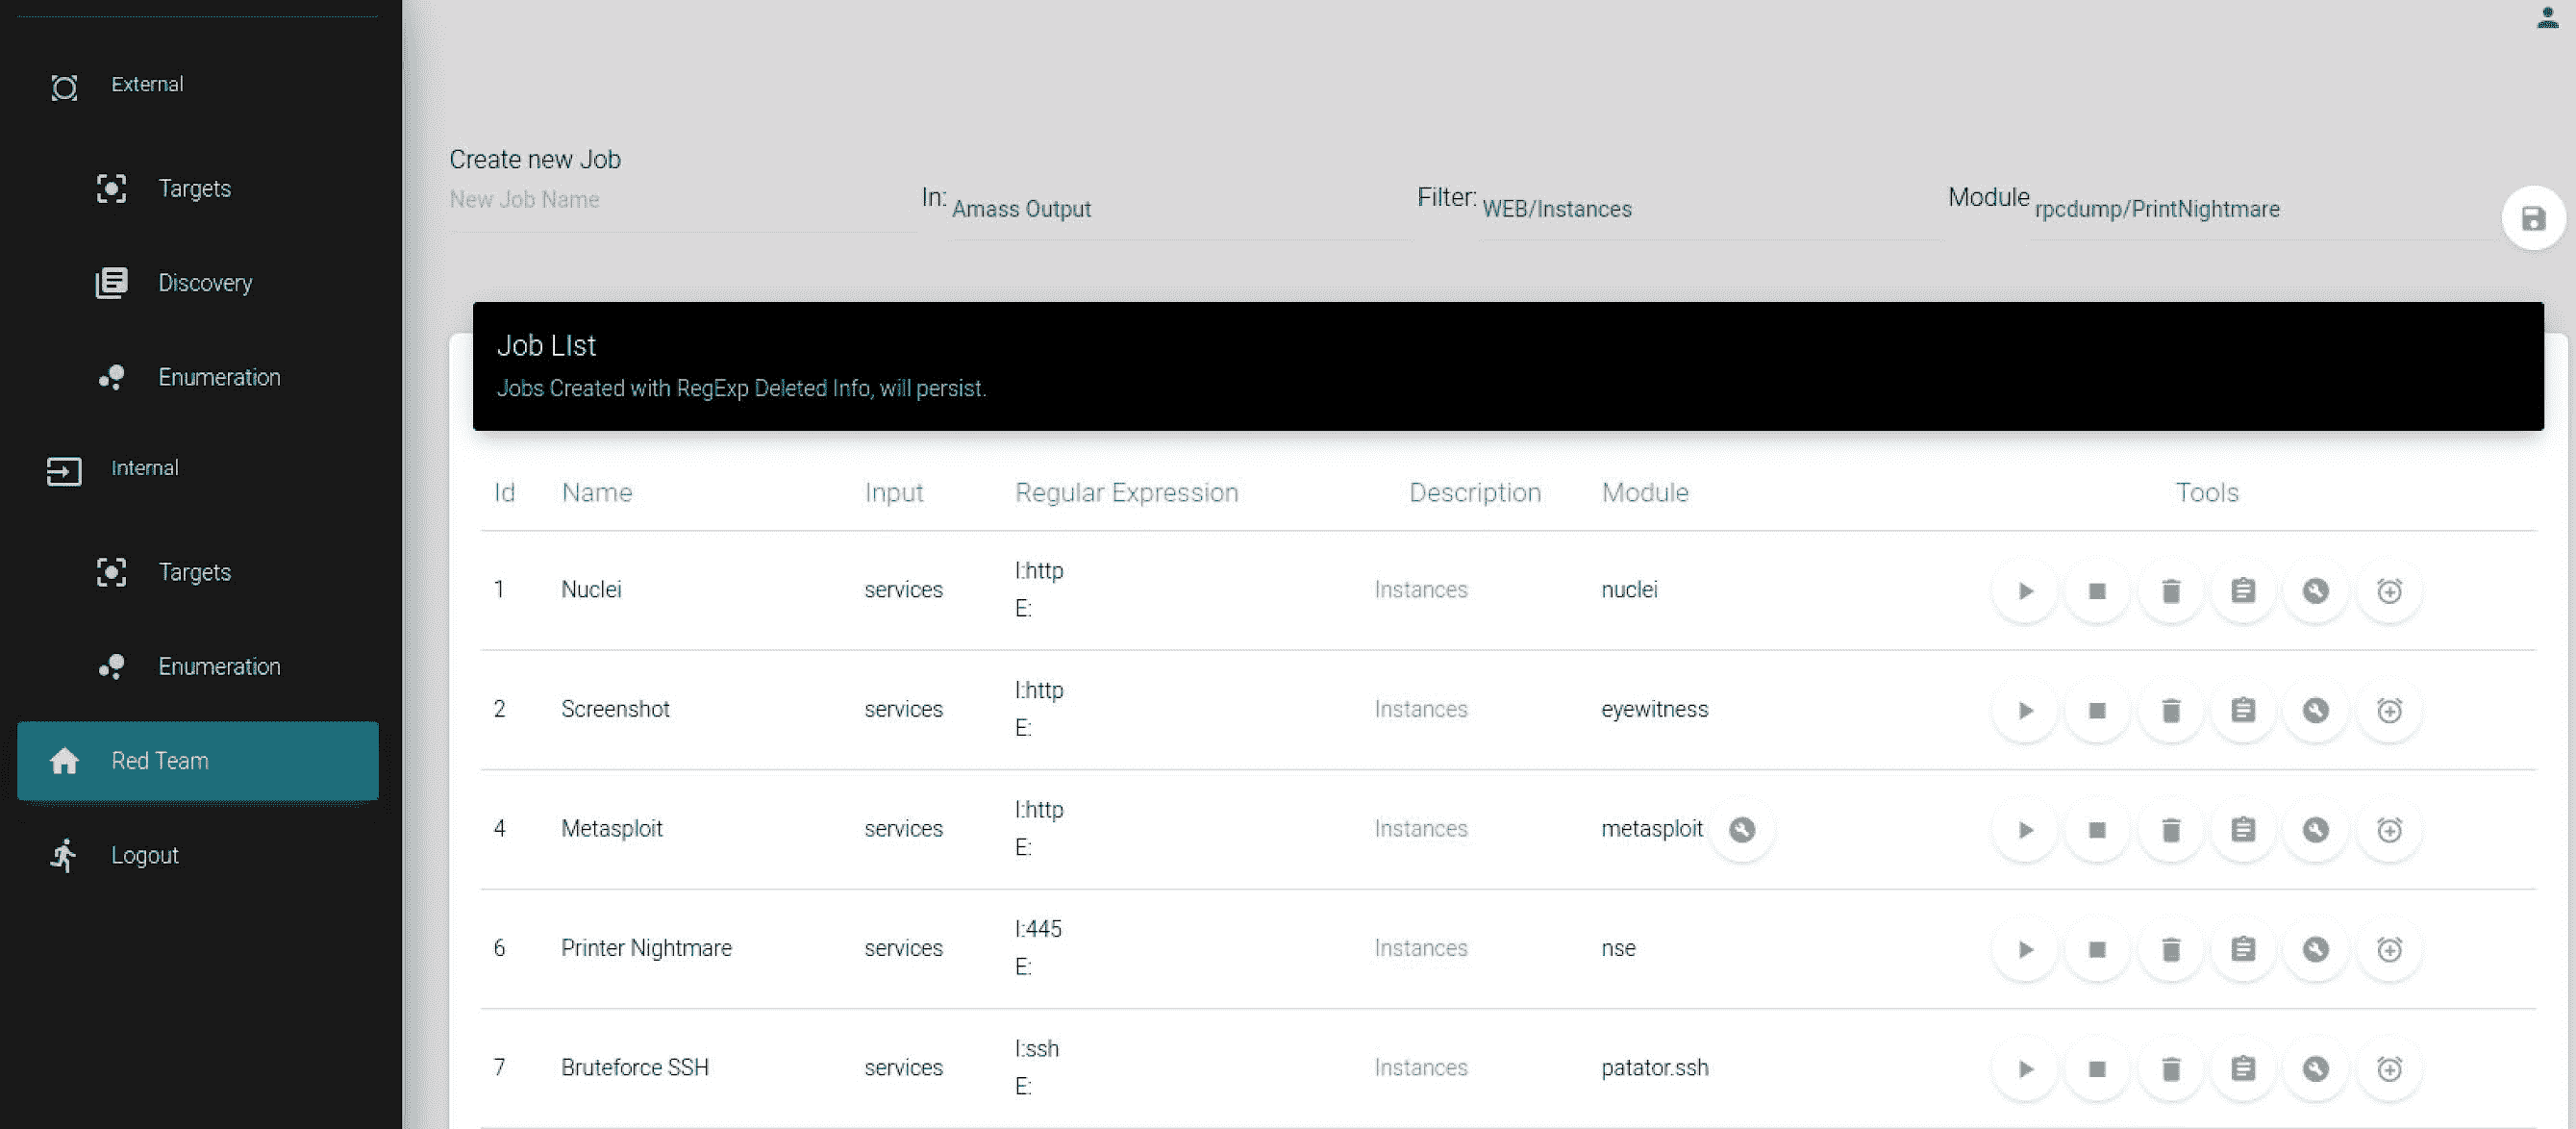 External
Targets
Discovery
Enumeration
Internal
Targets
Enumeration
Red Team
Logout
Create new Job
New Job Name
In: Amass Output
Filter: WEB/Instances
Module rpcdump/PrintNightmare
Job LIst
Jobs Created with RegExp Deleted Info, will persist.
Id Name Input Regular Expression Description Module Tools
1 Nuclei services I:http E: Instances nuclei
2 Screenshot services I:http E: Instances eyewitness
4 Metasploit services I:http E: Instances metasploit
6 Printer Nightmare services I:445 E: Instances nse
7 Bruteforce SSH services I:ssh E: Instances patator.ssh